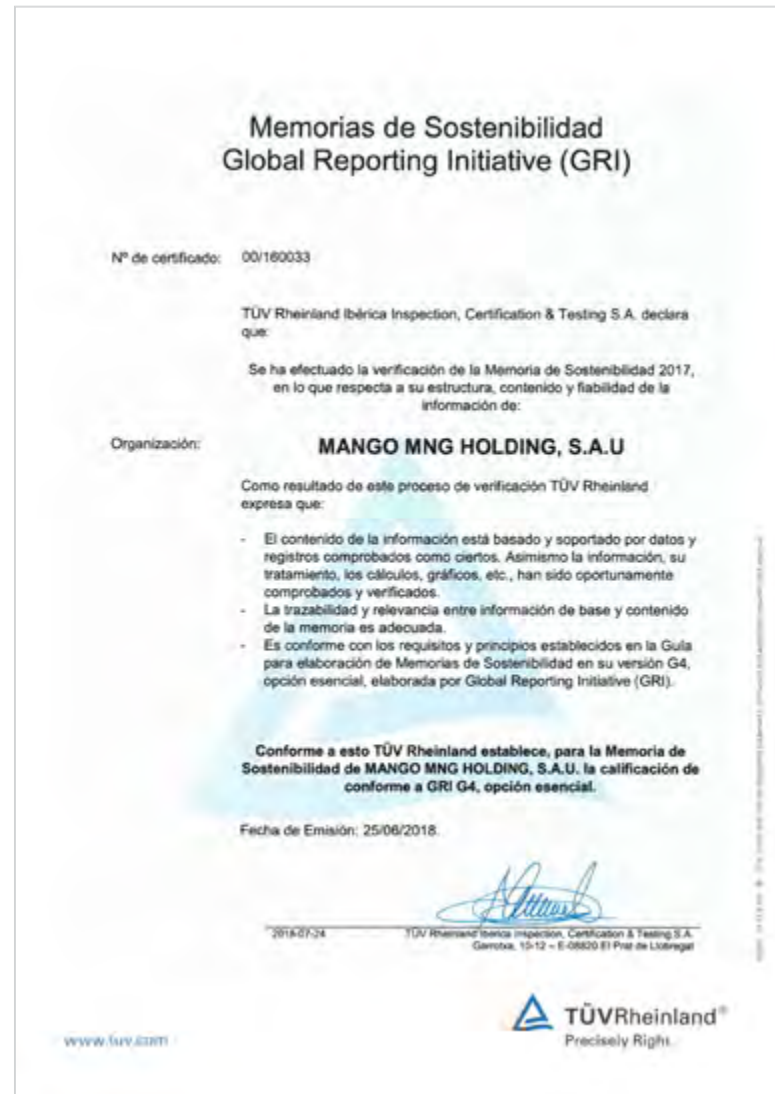 Memorias de Sostenibilidad
Global Reporting Initiative (GRI)
Nº de certificado: 00/160033
TÜV Rheinland Ibérica Inspection, Certification & Testing S.A. declara
que:
Se ha efectuado la verificación de la Memoria de Sostenibilidad 2017,
en lo que respecta a su estructura, contenido y fiabilidad de la
información de:
Organización: MANGO MNG HOLDING, S.A.U
Como resultado de este proceso de verificación TÜV Rheinland
expresa que:
- El contenido de la información está basado y soportado por datos y
registros comprobados como ciertos. Asimismo la información, su
tratamiento, los cálculos, gráficos, etc., han sido oportunamente
comprobados y verificados.
- La trazabilidad y relevancia entre información de base y contenido
de la memoria es adecuada.
- Es conforme con los requisitos y principios establecidos en la Guía
para elaboración de Memorias de Sostenibilidad en su versión G4,
opción esencial, elaborada por Global Reporting Initiative (GRI).
Conforme a esto TÜV Rheinland establece, para la Memoria de
Sostenibilidad de MANGO MNG HOLDING, S.A.U. la calificación de
conforme a GRI G4, opción esencial.
Fecha de Emisión: 25/06/2018.
2018-07-24 TÜV Rheinland Ibérica Inspection, Certification & Testing S.A.
Garrotxa, 10-12 – E-08820 El Prat de Llobregat
TÜVRheinland®
www.tuv.com
Precisely Right.